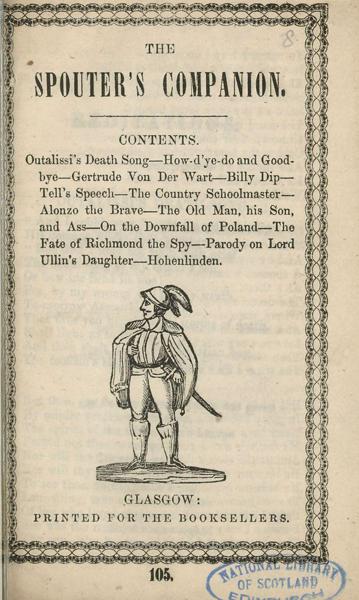 8
THE
SPOUTER'S COMPANION.
CONTENTS.
Outalissi's Death Song—How-d'ye-do and Good-
bye—Gertrude Von Der Wart—Billy Dip—
Tell's Speech—The Country Schoolmaster—
Alonzo the Brave—The Old Man, his Son,
and Ass—On the Downfall of Poland—The
Fate of Richmond the Spy—Parody on Lord
Ullin's Daughter—Hohenlinden.
GLASGOW:
PRINTED FOR THE BOOKSELLERS.
105.
NATIONAL LIBRARY
OF SCOTLAND
EDINBURGH